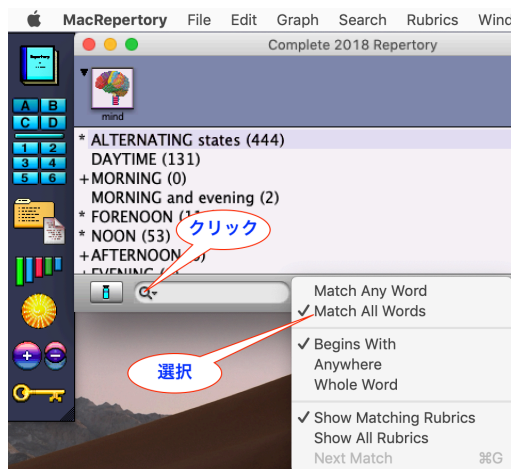 MacRepertory File Edit Graph Search Rubrics
Complete 2018 Repertory
Repertory
mind
A B
C D
1 2
3 4
5 6
* ALTERNATING states (444)
DAYTIME (131)
+MORNING (0)
MORNING and evening (2)
* FORENOON
* NOON (53)
+AFTERNOON
クリック
選択
Match Any Word
✓ Match All Words
✓ Begins With
Anywhere
Whole Word
✓ Show Matching Rubrics
Show All Rubrics
Next Match ⌘G